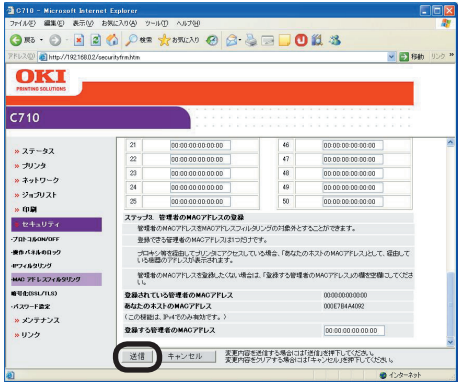 C710 - Microsoft Internet Explorer
ファイル(F) 編集(E) 表示(V) お気に入り(A) ツール(T) ヘルプ(H)
戻る 検索 お気に入り
アドレス(D) http://192.168.0.2/securityfrm.htm 移動 リンク »
OKI
PRINTING SOLUTIONS
C710
» ステータス
» プリンタ
» ネットワーク
» ジョブリスト
» 印刷
» セキュリティ
・プロトコルON/OFF
・操作パネルのロック
・IPフィルタリング
・MAC アドレスフィルタリング
暗号化(SSL/TLS)
・パスワード設定
» メンテナンス
» リンク
21 00:00:00:00:00:00 46 00:00:00:00:00:00
22 00:00:00:00:00:00 47 00:00:00:00:00:00
23 00:00:00:00:00:00 48 00:00:00:00:00:00
24 00:00:00:00:00:00 49 00:00:00:00:00:00
25 00:00:00:00:00:00 50 00:00:00:00:00:00
ステップ3. 管理者のMACアドレスの登録
管理者のMACアドレスをMACアドレスフィルタリングの対象外とすることができます。
登録できる管理者のMACアドレスは1つだけです。
プロキシ等を経由してプリンタにアクセスしている場合、「あなたのホストのMACアドレス」として、経由して
いる機器のアドレスが表示されます。
管理者のMACアドレスを登録したくない場合は、「登録する管理者のMACアドレス」の欄を空欄にしてくださ
い。
登録されている管理者のMACアドレス 000000000000
あなたのホストのMACアドレス 000E7B4A4092
(この機能は、IPv4でのみ有効です。)
登録する管理者のMACアドレス 00:00:00:00:00:00
送信 キャンセル 変更内容を送信する場合には「送信」を押下してください。
変更内容をクリアする場合には「キャンセル」を押下してください。
インターネット